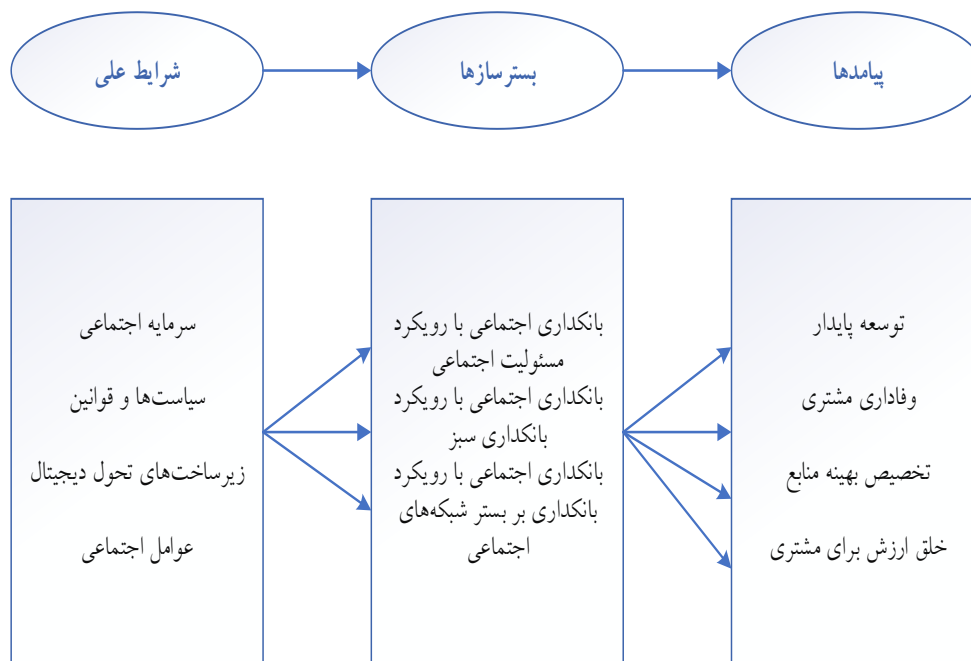 شرایط علی
بسترسازها
پیامدها
سرمایه اجتماعی
سیاست‌ها و قوانین
زیرساخت‌های تحول دیجیتال
عوامل اجتماعی
بانکداری اجتماعی با رویکرد
مسئولیت اجتماعی
بانکداری اجتماعی با رویکرد
بانکداری سبز
بانکداری اجتماعی با رویکرد
بانکداری بر بستر شبکه‌های
اجتماعی
توسعه پایدار
وفاداری مشتری
تخصیص بهینه منابع
خلق ارزش برای مشتری